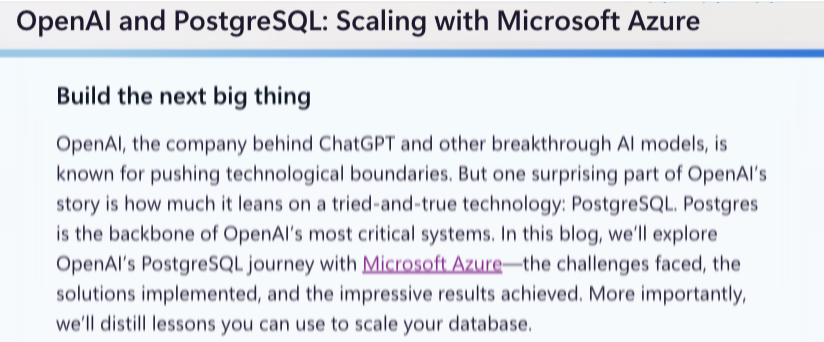 OpenAI and PostgreSQL: Scaling with Microsoft Azure
Build the next big thing
OpenAI, the company behind ChatGPT and other breakthrough AI models, is
known for pushing technological boundaries. But one surprising part of OpenAI's
story is how much it leans on a tried-and-true technology: PostgreSQL. Postgres
is the backbone of OpenAI's most critical systems. In this blog, we'll explore
OpenAI's PostgreSQL journey with Microsoft Azure—the challenges faced, the
solutions implemented, and the impressive results achieved. More importantly,
we'll distill lessons you can use to scale your database.